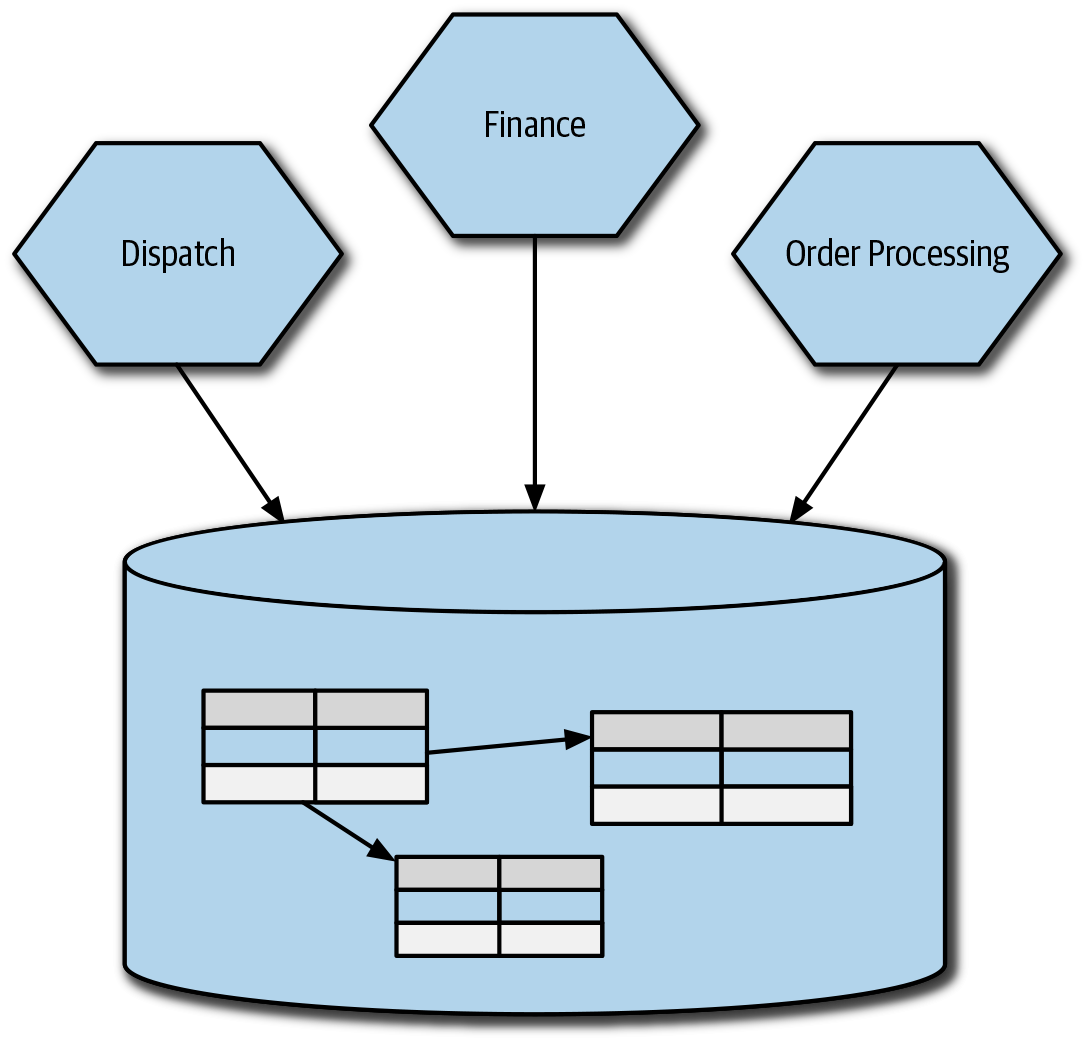 Finance
Dispatch
Order Processing